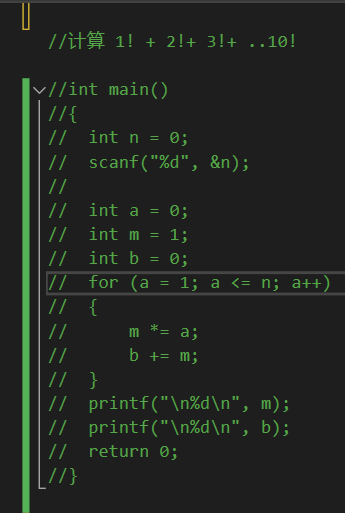 //计算 1! + 2!+ 3!+ ..10!
//int main()
//{
//	int n = 0;
//	scanf("%d", &n);
//
//	int a = 0;
//	int m = 1;
//	int b = 0;
//	for (a = 1; a <= n; a++)
//	{
//		m *= a;
//		b += m;
//	}
//	printf("\n%d\n", m);
//	printf("\n%d\n", b);
//	return 0;
//}